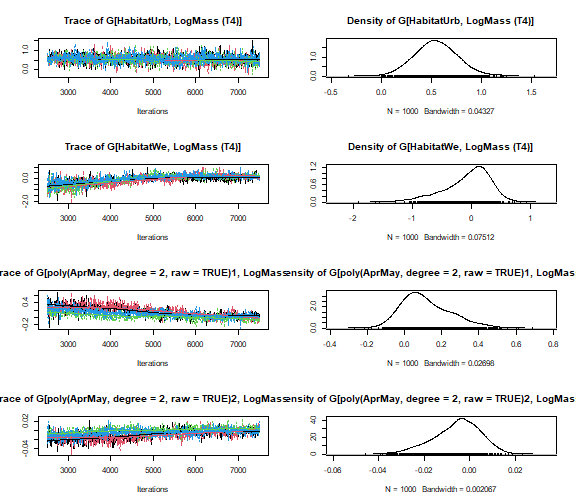 Trace of G[HabitatUrb, LogMass (T4)]
Density of G[HabitatUrb, LogMass (T4)]
0.0 1.0
3000 4000 5000 6000 7000
Iterations
0.0 1.0
-0.5 0.0 0.5 1.0 1.5
N = 1000 Bandwidth = 0.04327
Trace of G[HabitatWe, LogMass (T4)]
Density of G[HabitatWe, LogMass (T4)]
-2.0 0.0
3000 4000 5000 6000 7000
Iterations
0.0 0.6 1.2
-2 -1 0 1
N = 1000 Bandwidth = 0.07512
race of G[poly(AprMay, degree = 2, raw = TRUE)1, LogMass
ensity of G[poly(AprMay, degree = 2, raw = TRUE)1, LogMas
-0.2 0.4
3000 4000 5000 6000 7000
Iterations
0.0 2.0
-0.4 -0.2 0.0 0.2 0.4 0.6 0.8
N = 1000 Bandwidth = 0.02698
race of G[poly(AprMay, degree = 2, raw = TRUE)2, LogMass
ensity of G[poly(AprMay, degree = 2, raw = TRUE)2, LogMas
-0.04 0.02
3000 4000 5000 6000 7000
Iterations
0 20 40
-0.06 -0.04 -0.02 0.00 0.02
N = 1000 Bandwidth = 0.002067